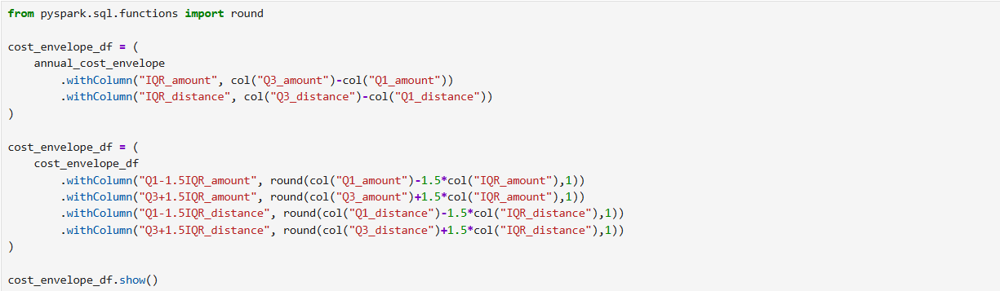 from pyspark.sql.functions import round
cost_envelope_df = (
    annual_cost_envelope
        .withColumn("IQR_amount", col("Q3_amount")-col("Q1_amount"))
        .withColumn("IQR_distance", col("Q3_distance")-col("Q1_distance"))
)
cost_envelope_df = (
    cost_envelope_df
        .withColumn("Q1-1.5IQR_amount", round(col("Q1_amount")-1.5*col("IQR_amount"),1))
        .withColumn("Q3+1.5IQR_amount", round(col("Q3_amount")+1.5*col("IQR_amount"),1))
        .withColumn("Q1-1.5IQR_distance", round(col("Q1_distance")-1.5*col("IQR_distance"),1))
        .withColumn("Q3+1.5IQR_distance", round(col("Q3_distance")+1.5*col("IQR_distance"),1))
)
cost_envelope_df.show()